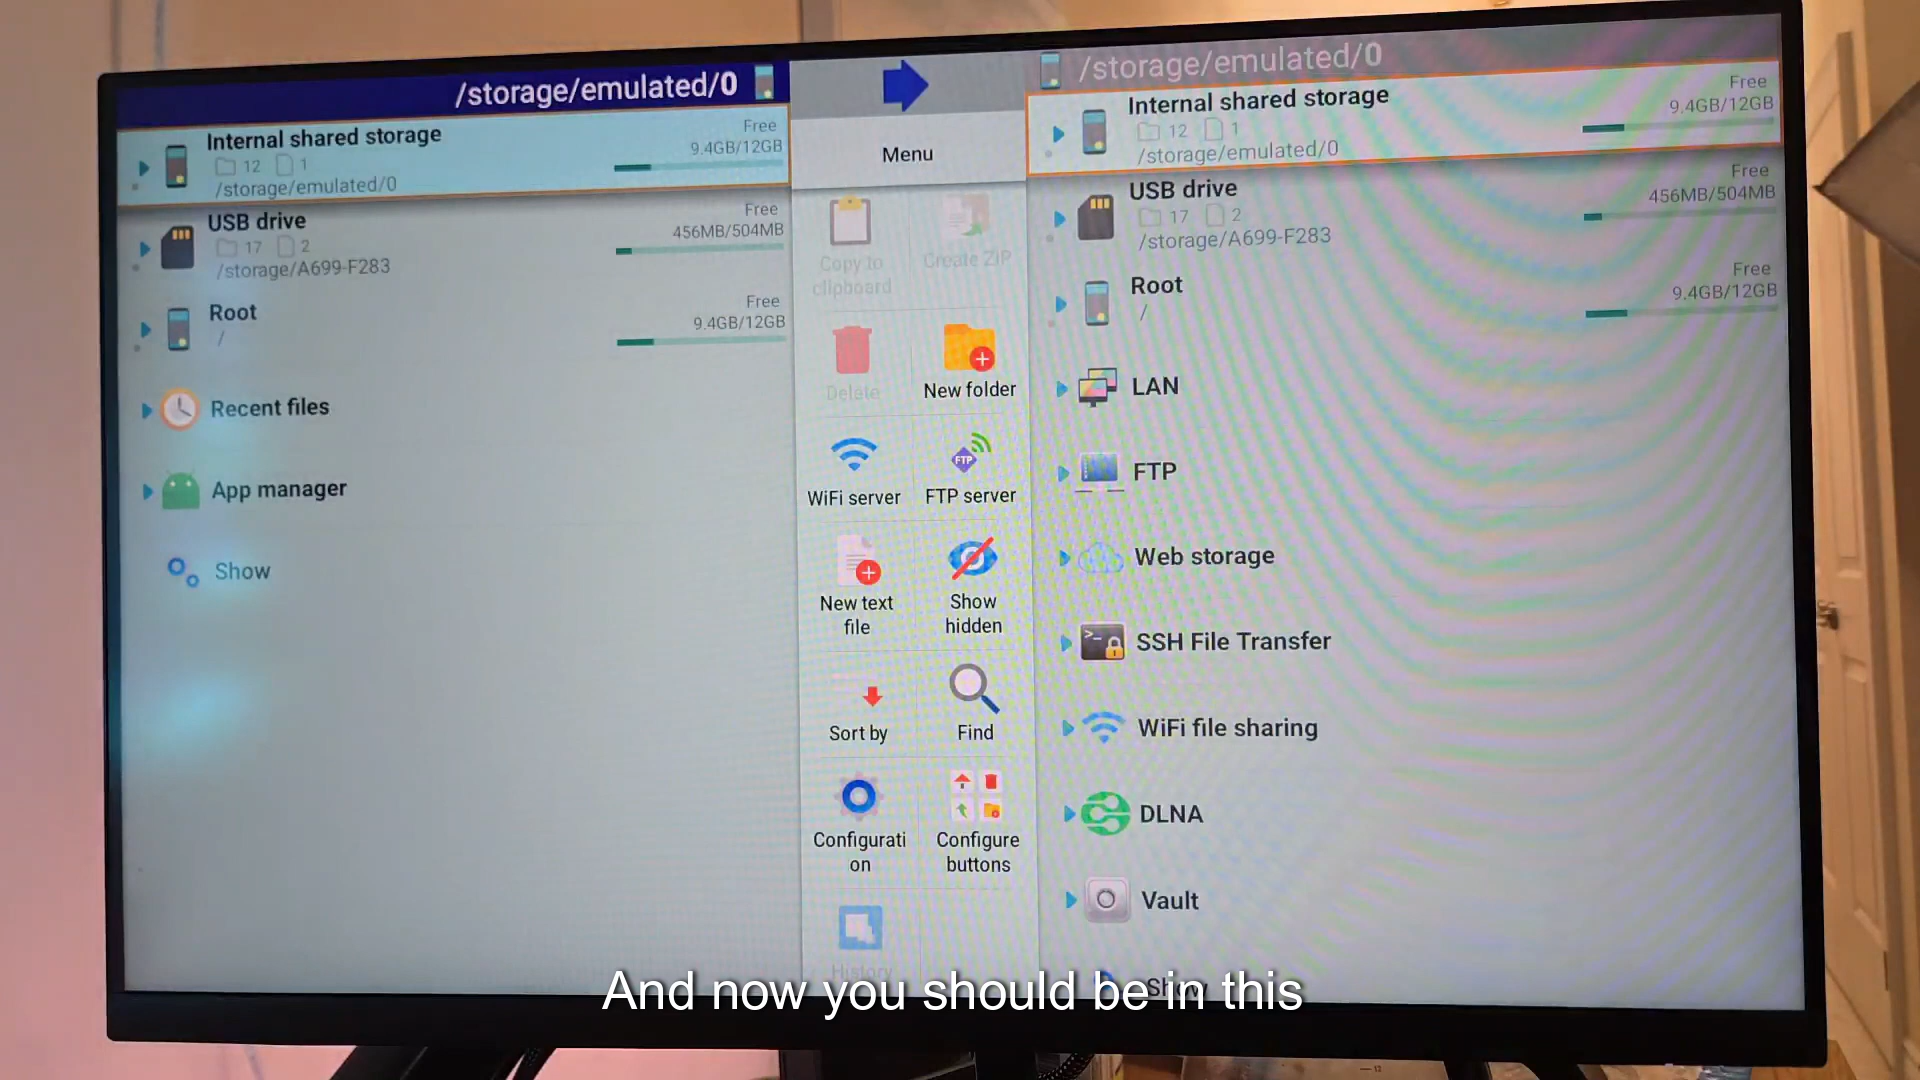 /storage/emulated/0
Internal shared storage
12 1
/storage/emulated/0
Free
9.4GB/12GB
USB drive
17 2
/storage/A699-F283
Free
456MB/504MB
Root
/
Free
9.4GB/12GB
Recent files
App manager
Show
Menu
Copy to
clipboard
Create ZIP
Delete
New folder
WiFi server
FTP
FTP server
New text
file
Show
hidden
Sort by
Find
Configurati
on
Configure
buttons
History
/storage/emulated/0
Internal shared storage
12 1
/storage/emulated/0
Free
9.4GB/12GB
USB drive
17 2
/storage/A699-F283
Free
456MB/504MB
Root
/
Free
9.4GB/12GB
LAN
FTP
Web storage
SSH File Transfer
WiFi file sharing
DLNA
Vault
Show
And now you should be in this